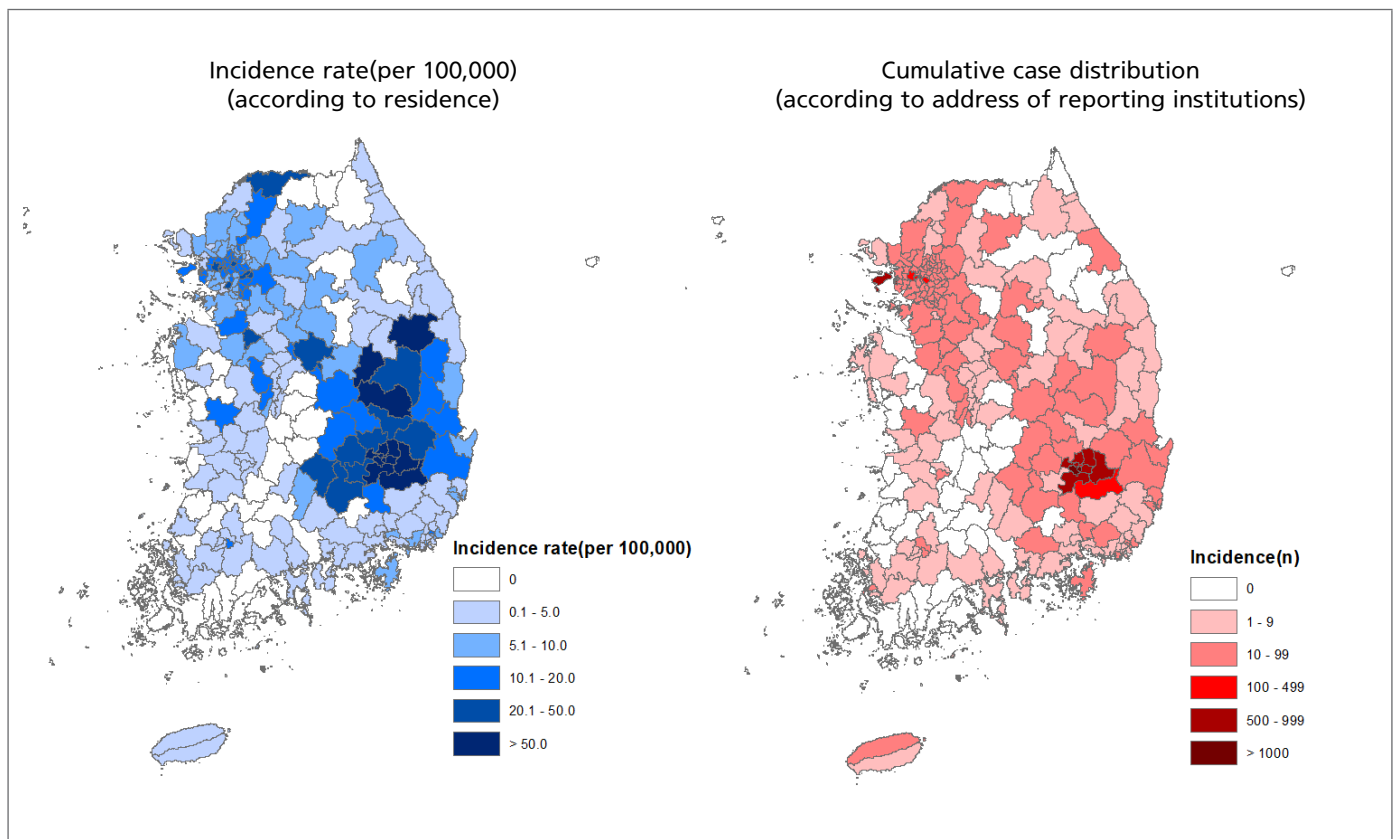 Incidence rate(per 100,000)
(according to residence)
Cumulative case distribution
(according to address of reporting institutions)
Incidence rate(per 100,000)
0
0.1 - 5.0
5.1 - 10.0
10.1 - 20.0
20.1 - 50.0
> 50.0
Incidence(n)
0
1 - 9
10 - 99
100 - 499
500 - 999
> 1000